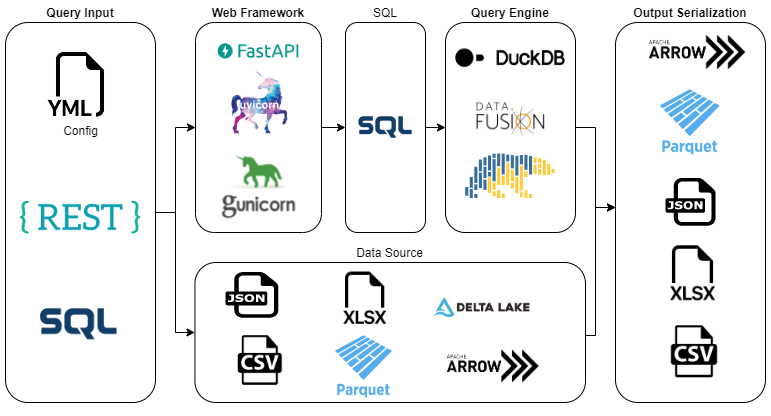 Query Input
Web Framework
SQL
Query Engine
Output Serialization
YML
Config
{ REST }
SQL
FastAPI
uvicorn
gunicorn
SQL
DuckDB
DATA
FUSION
Data Source
JSON
XLSX
DELTA LAKE
CSV
Parquet
APACHE
ARROW
APACHE
ARROW
Parquet
JSON
XLSX
CSV